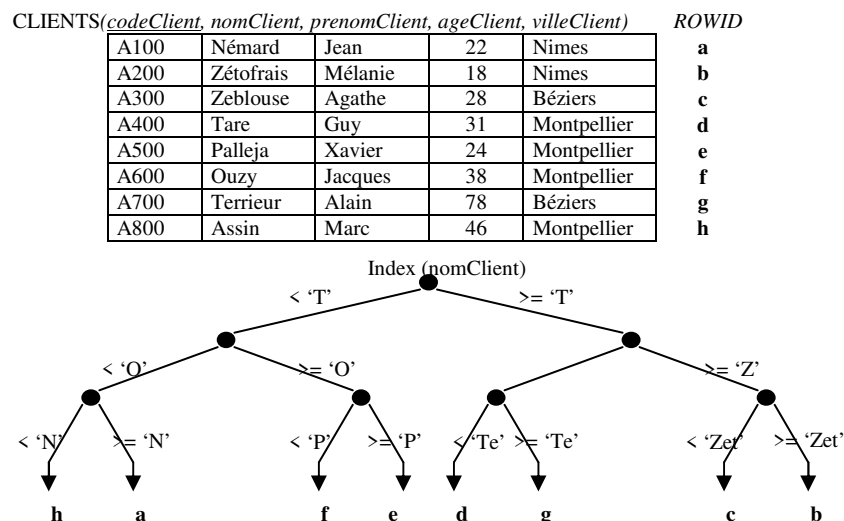 CLIENTS(codeClient, nomClient, prenomClient, ageClient, villeClient) ROWID
A100 Némard Jean 22 Nimes a
A200 Zétofrais Mélanie 18 Nimes b
A300 Zeblouse Agathe 28 Béziers c
A400 Tare Guy 31 Montpellier d
A500 Palleja Xavier 24 Montpellier e
A600 Ouzy Jacques 38 Montpellier f
A700 Terrieur Alain 78 Béziers g
A800 Assin Marc 46 Montpellier h
Index (nomClient)
< ‘T’ >= ‘T’
< ‘O’ >= ‘O’ >= ‘Z’
< ‘N’ >= ‘N’ < ‘P’ >= ‘P’ < ‘Te’ >= ‘Te’ < ‘Zet’ >= ‘Zet’
h a f e d g c b